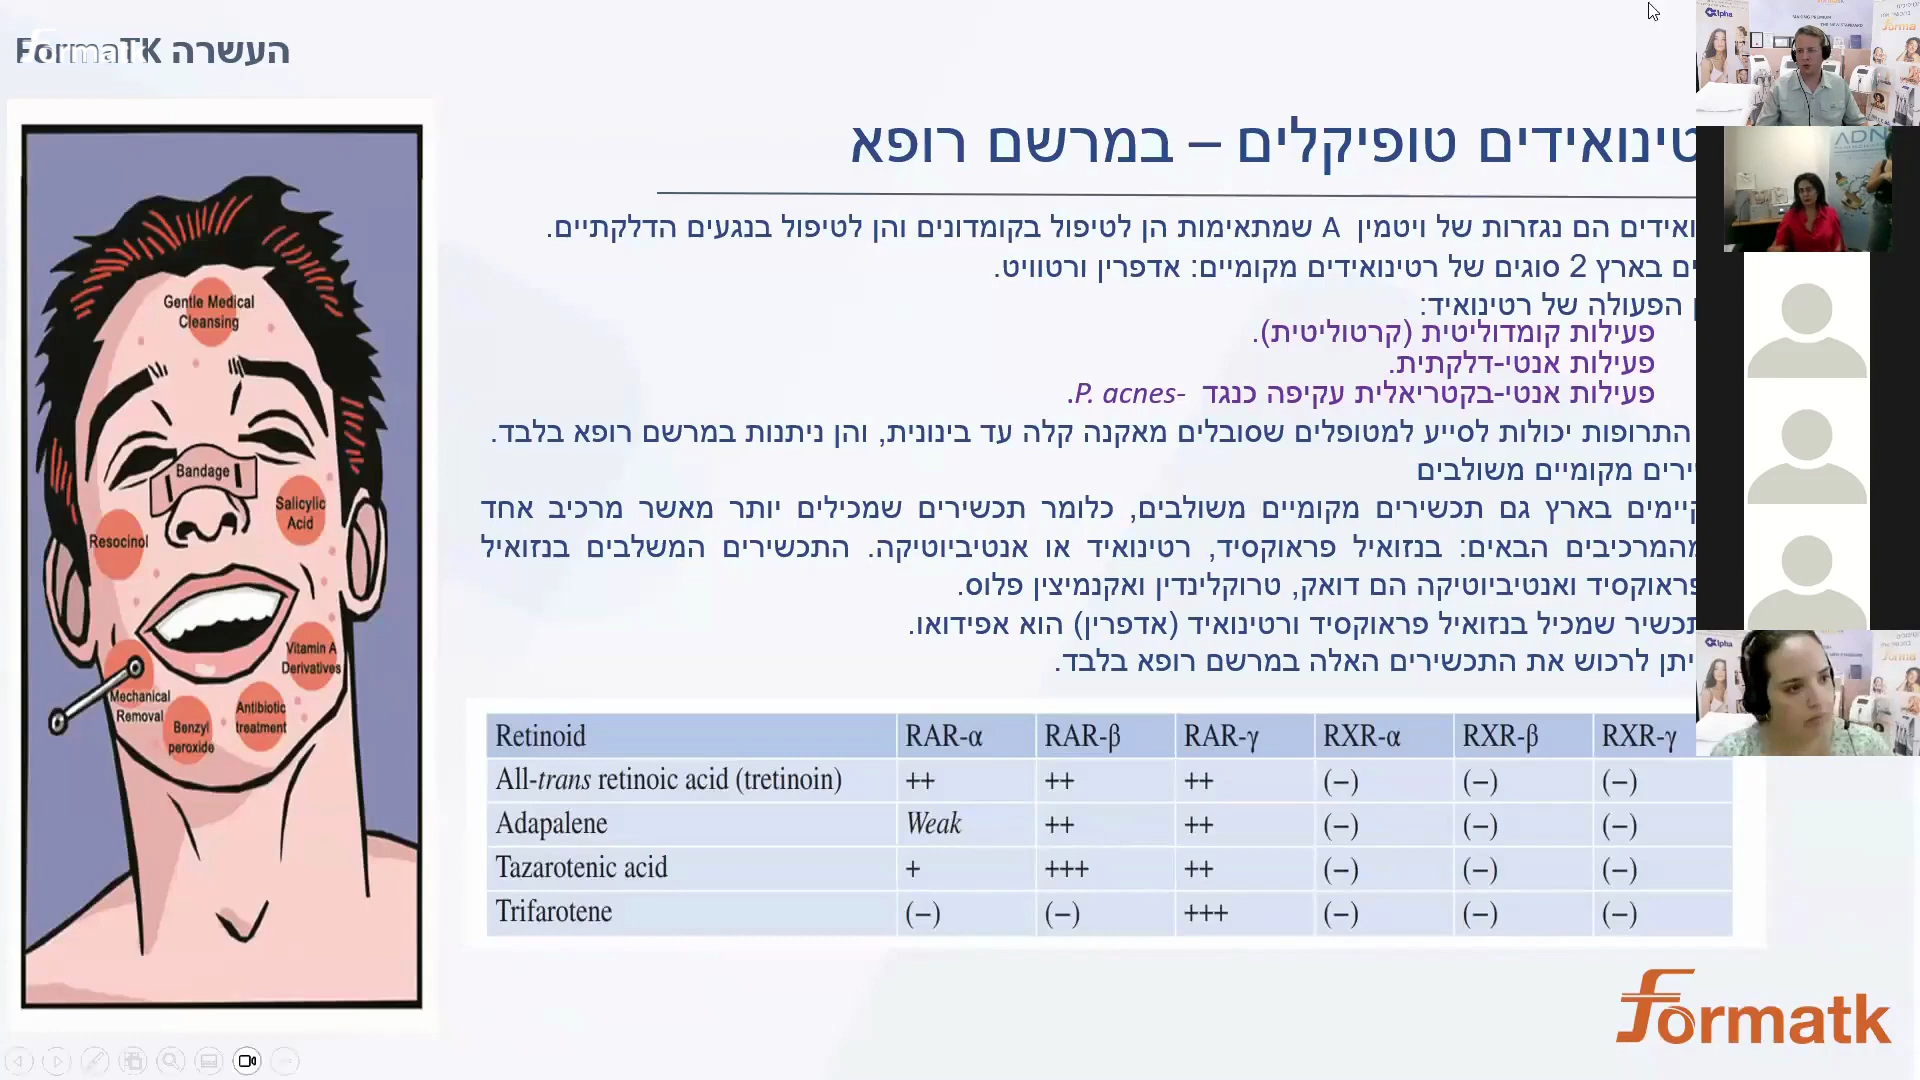 העשרה FormaTK
טינואידים טופיקלים – במרשם רופא
ואידים הם נגזרות של ויטמין A שמתאימות הן לטיפול בקומדונים והן לטיפול בנגעים הדלקתיים.
ים בארץ 2 סוגים של רטינואידים מקומיים: אדפרין ורטוויט.
הפעולה של רטינואיד:
פעילות קומדוליטית (קרטוליטית).
פעילות אנטי-דלקתית.
פעילות אנטי-בקטריאלית עקיפה כנגד -P. acnes.
התרופות יכולות לסייע למטופלים שסובלים מאקנה קלה עד בינונית, והן ניתנות במרשם רופא בלבד.
ירים מקומיים משולבים
קיימים בארץ גם תכשירים מקומיים משולבים, כלומר תכשירים שמכילים יותר מאשר מרכיב אחד
מהמרכיבים הבאים: בנזואיל פראוקסיד, רטינואיד או אנטיביוטיקה. התכשירים המשלבים בנזואיל
פראוקסיד ואנטיביוטיקה הם דואק, טרוקלינדין ואקנמיצין פלוס.
תכשיר שמכיל בנזואיל פראוקסיד ורטינואיד (אדפרין) הוא אפידואו.
יתן לרכוש את התכשירים האלה במרשם רופא בלבד.
Gentle Medical
Cleansing
Bandage
Salicylic
Acid
Resocinol
Vitamin A
Derivatives
Mechanical
Removal
Antibiotic
treatment
Benzyl
peroxide
Retinoid RAR-α RAR-β RAR-γ RXR-α RXR-β RXR-γ
All-trans retinoic acid (tretinoin) ++ ++ ++ (−) (−) (−)
Adapalene Weak ++ ++ (−) (−) (−)
Tazarotenic acid + +++ ++ (−) (−) (−)
Trifarotene (−) (−) +++ (−) (−) (−)
formatk